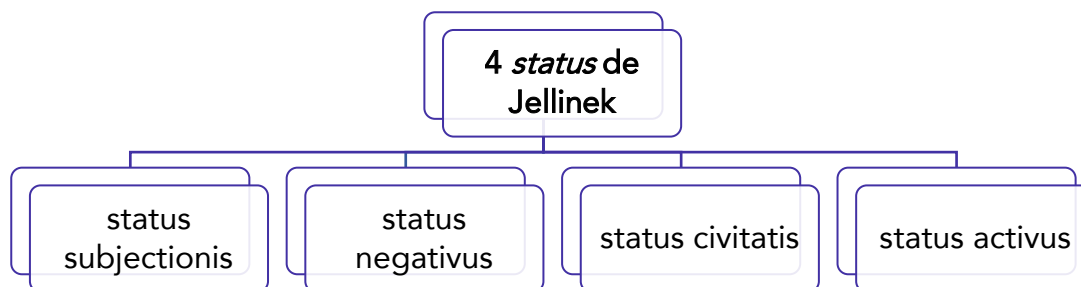 4 status de
Jellinek
status
subjectionis
status
negativus
status civitatis
status activus